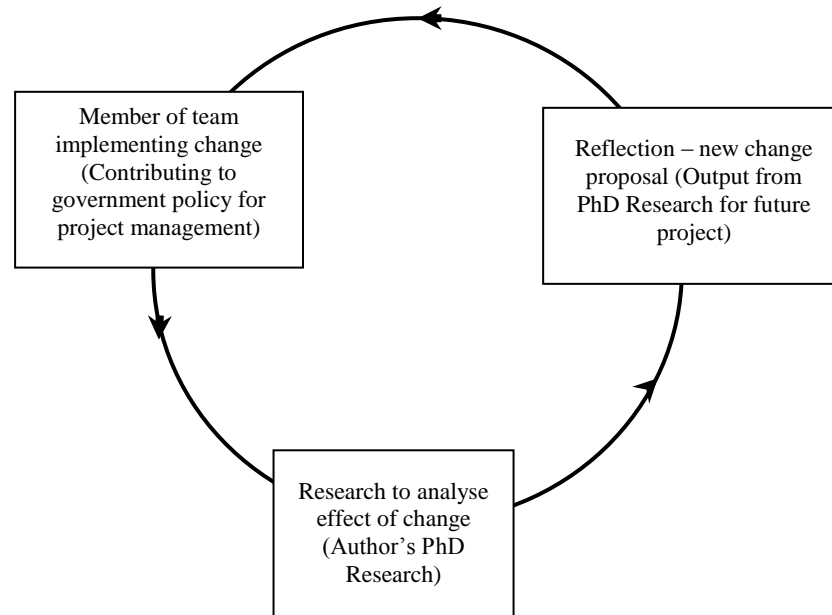 Member of team
implementing change
(Contributing to
government policy for
project management)
Reflection – new change
proposal (Output from
PhD Research for future
project)
Research to analyse
effect of change
(Author's PhD
Research)